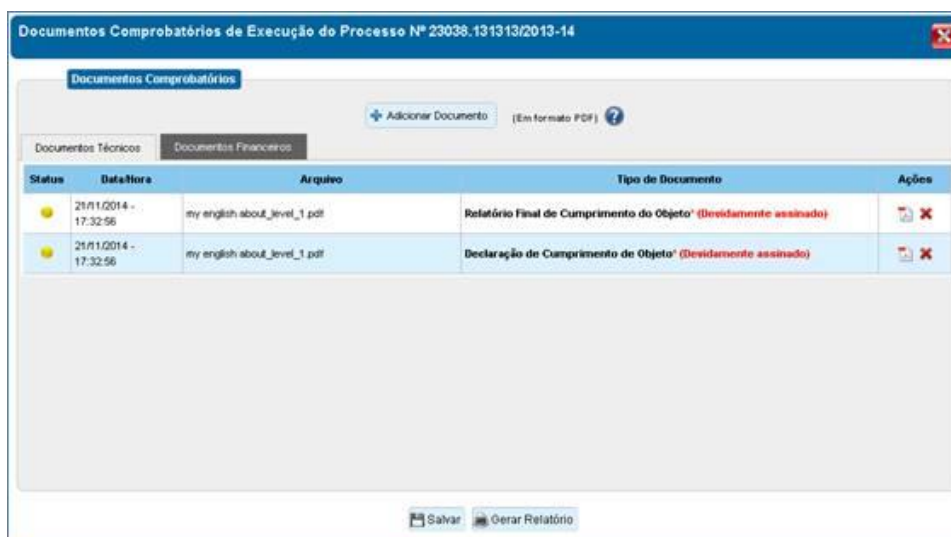 Documentos Comprobatórios de Execução do Processo Nº 23038.131313/2013-14
Documentos Comprobatórios
Adicionar Documento (Em formato PDF)
Documentos Técnicos Documentos Financeiros
Status Data/Hora Arquivo Tipo de Documento Ações
21/11/2014 -
17:32:56 my english about_level_1.pdf Relatório Final de Cumprimento do Objeto* (Devidamente assinado)
21/11/2014 -
17:32:56 my english about_level_1.pdf Declaração de Cumprimento de Objeto* (Devidamente assinado)
Salvar Gerar Relatório